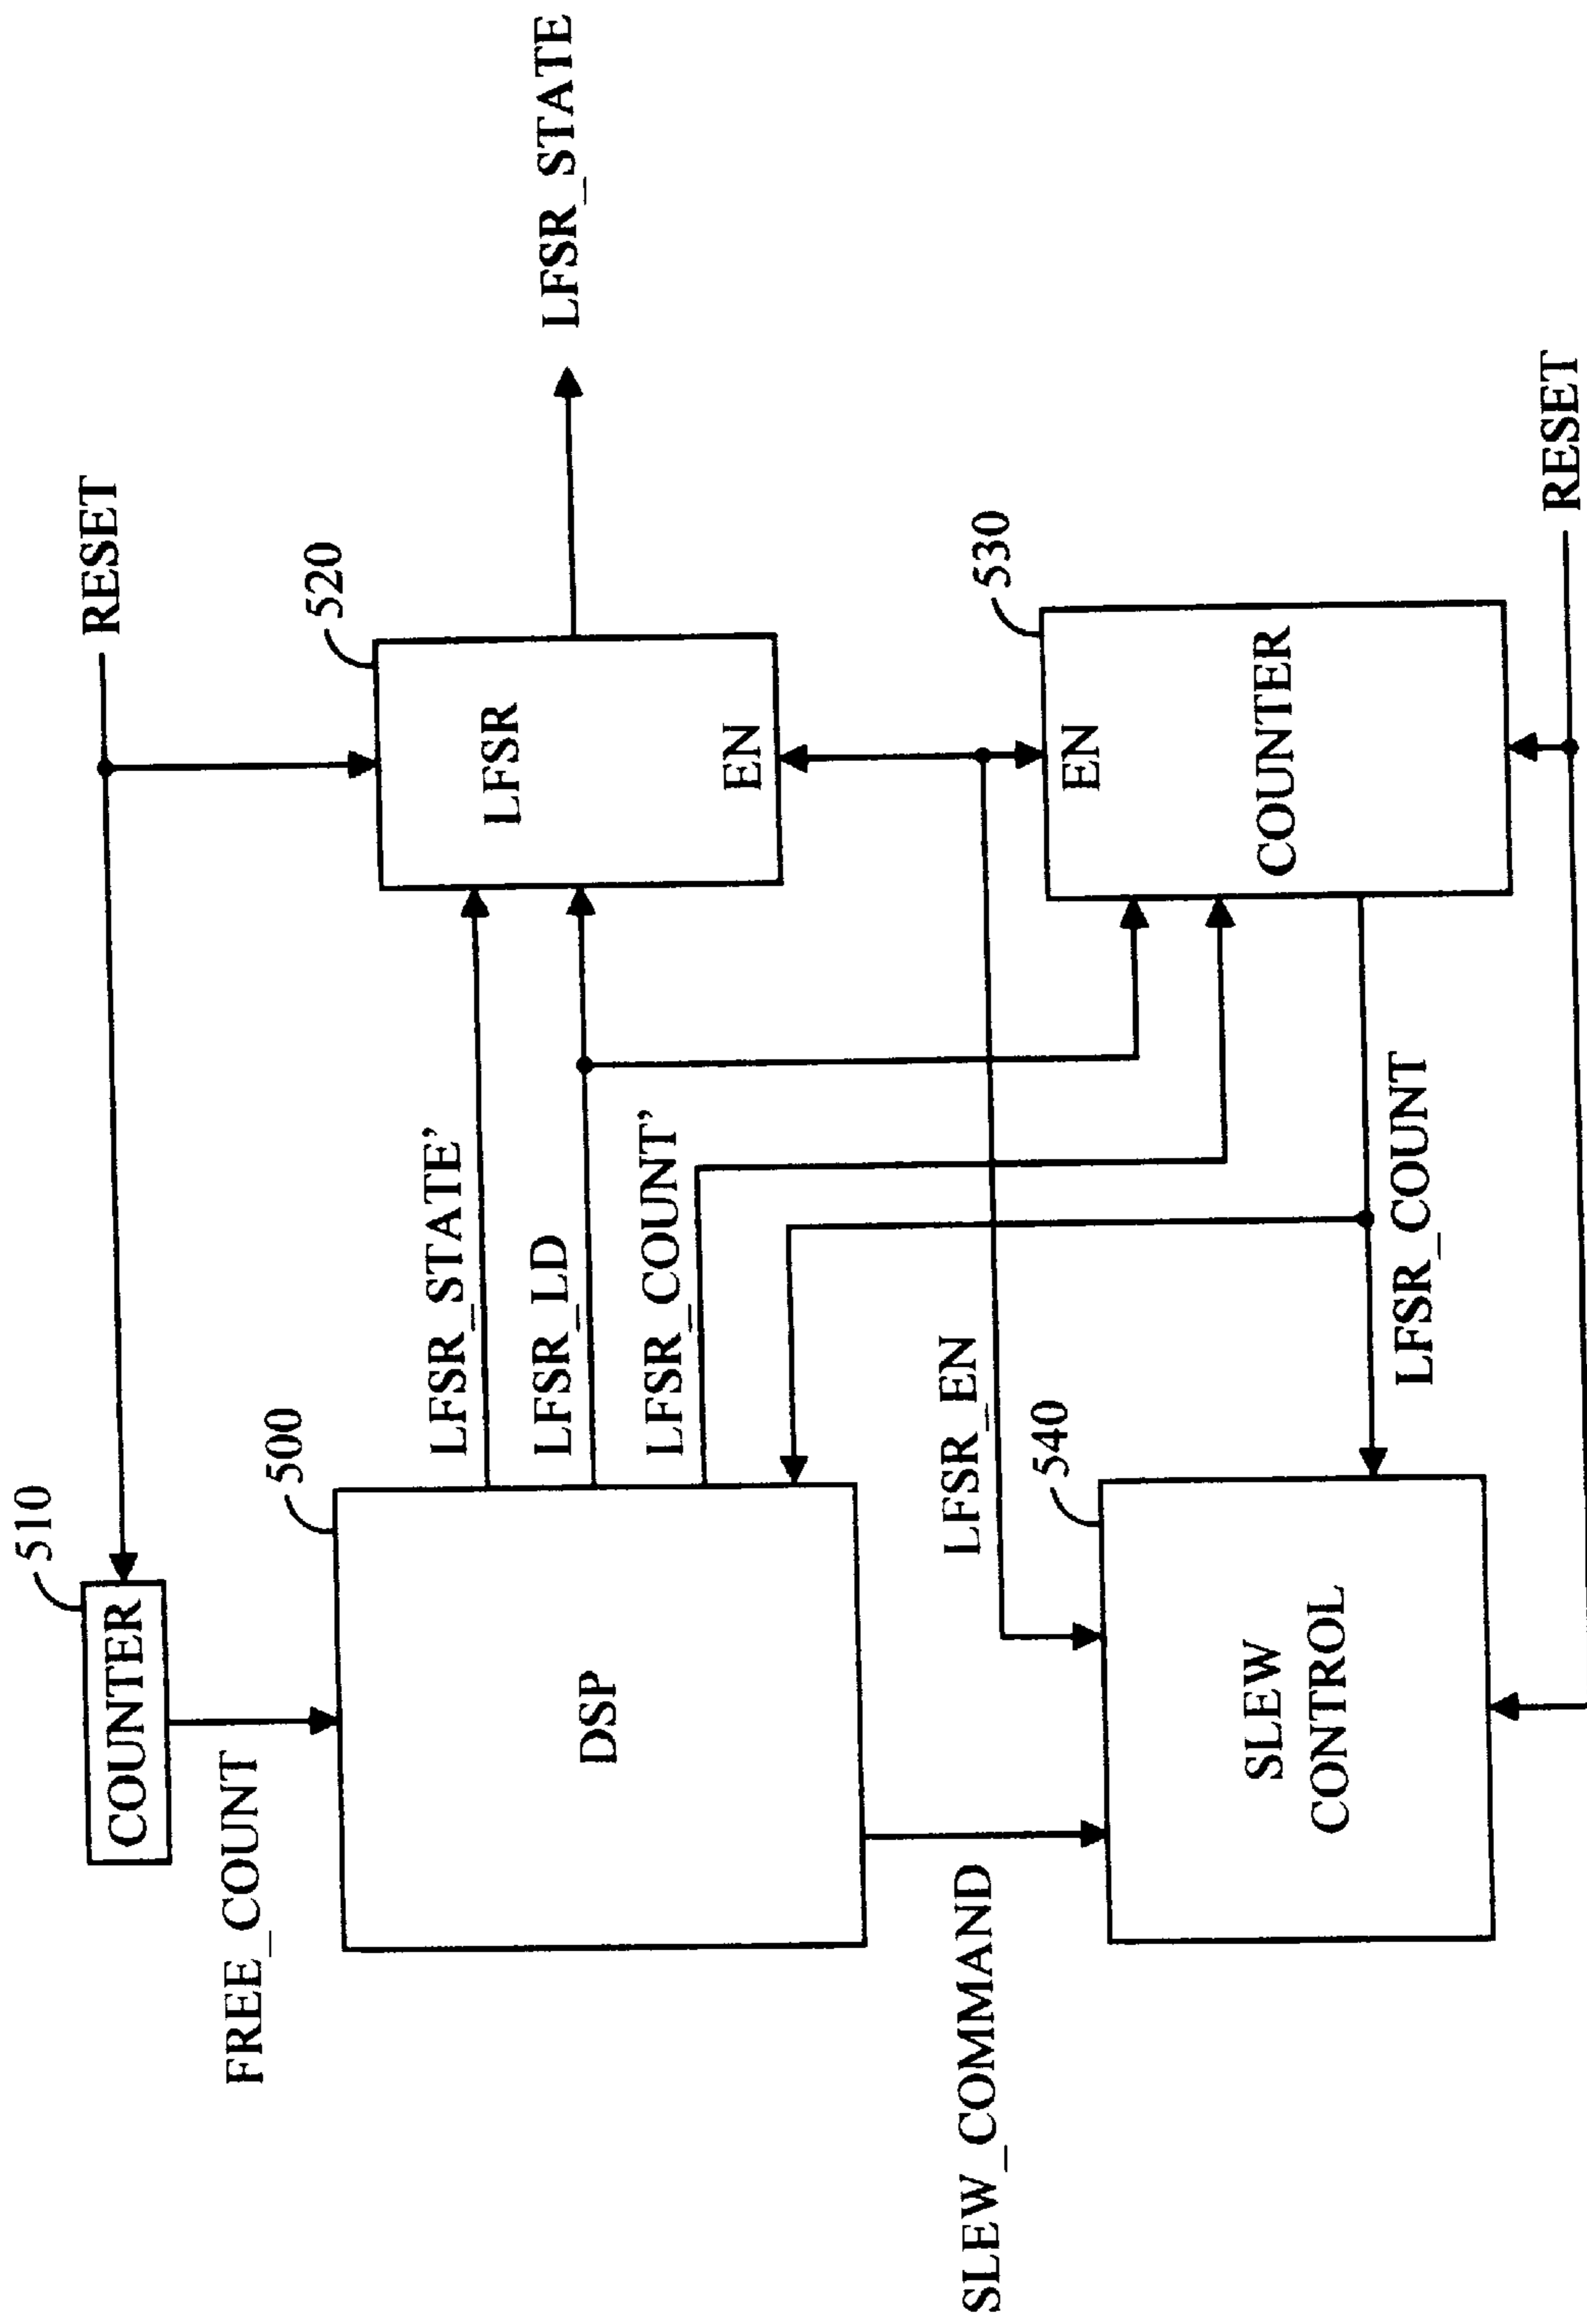 510
COUNTER
RESET
FREE_COUNT
500
DSP
LFSR_STATE’
LFSR_LD
LFSR_COUNT’
520
LFSR
EN
LFSR_STATE
SLEW_COMMAND
LFSR_EN
540
SLEW
CONTROL
530
EN
COUNTER
LFSR_COUNT
RESET